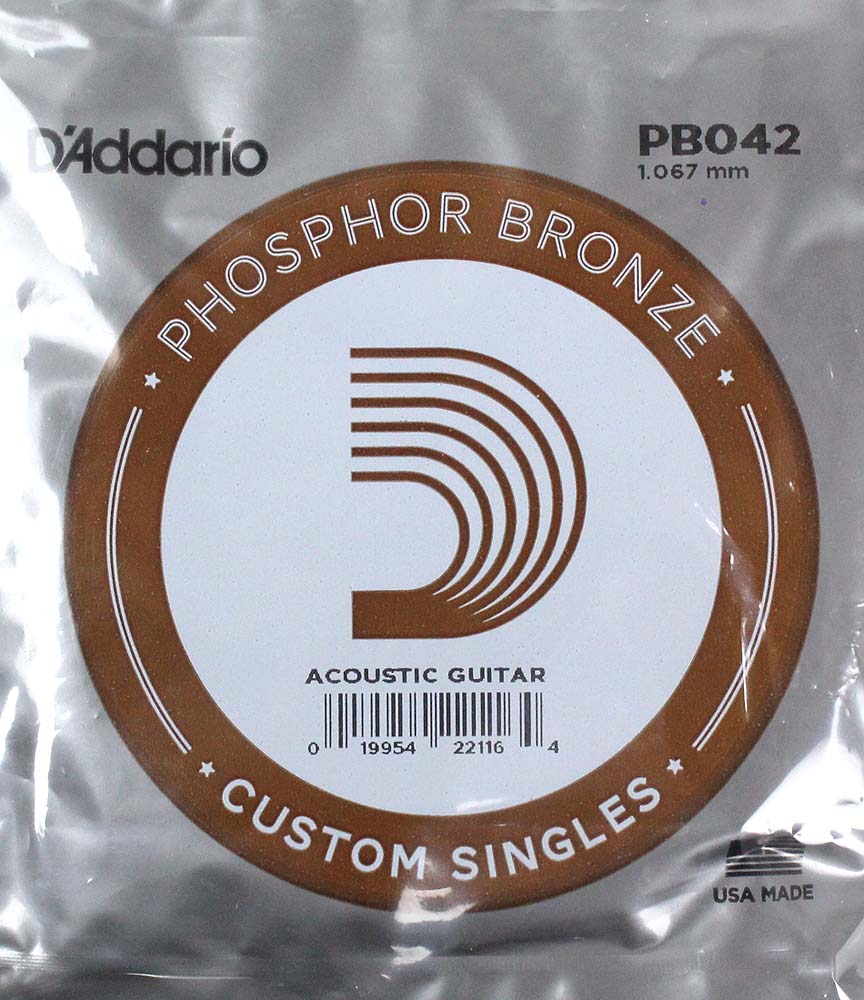 D'Addario
PB042
1.067 mm
PHOSPHOR BRONZE
ACOUSTIC GUITAR
0 19954 22116 4
CUSTOM SINGLES
USA MADE